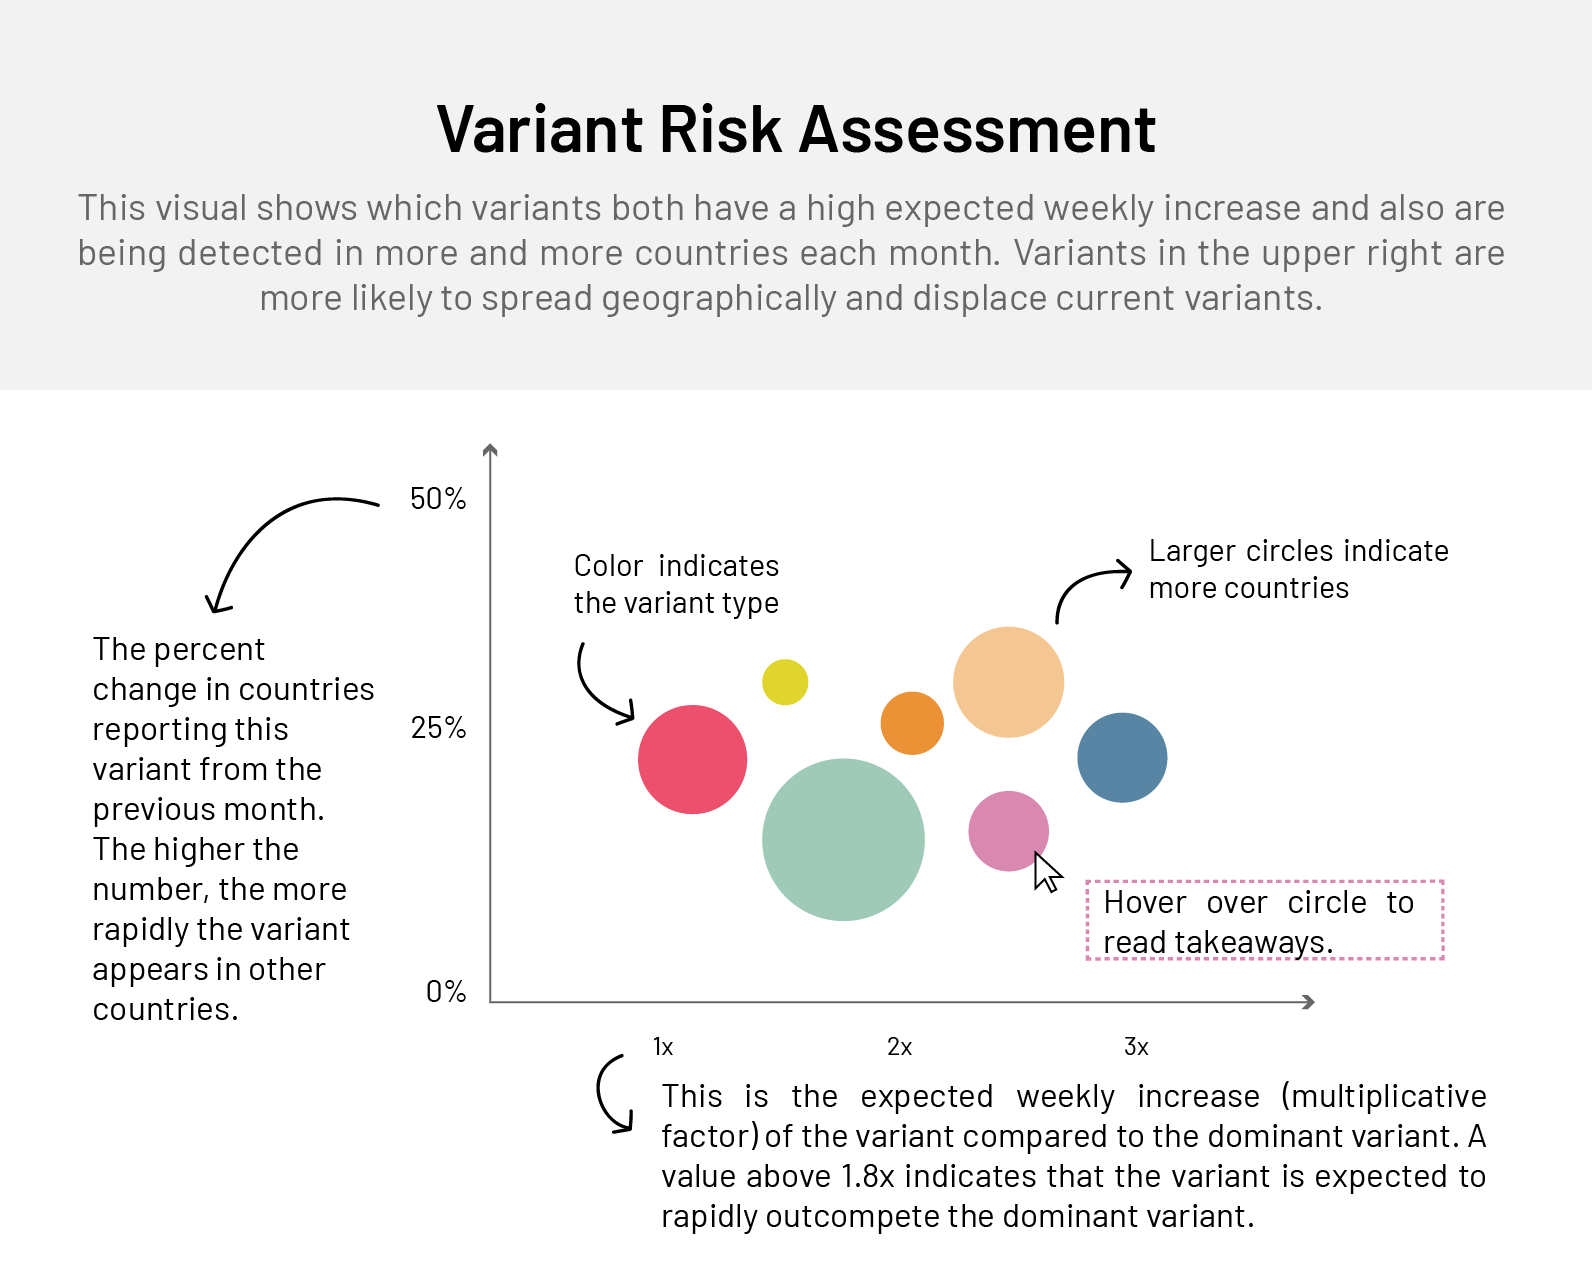 Variant Risk Assessment
This visual shows which variants both have a high expected weekly increase and also are
being detected in more and more countries each month. Variants in the upper right are
more likely to spread geographically and displace current variants.
50%
Color indicates
the variant type
Larger circles indicate
more countries
The percent
change in countries
reporting this
variant from the
previous month.
The higher the
number, the more
rapidly the variant
appears in other
countries.
25%
Hover over circle to
read takeaways.
0%
1x 2x 3x
This is the expected weekly increase (multiplicative
factor) of the variant compared to the dominant variant. A
value above 1.8x indicates that the variant is expected to
rapidly outcompete the dominant variant.